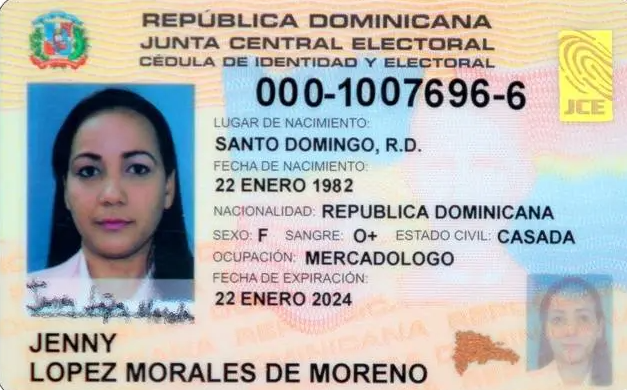 REPÚBLICA DOMINICANA
JUNTA CENTRAL ELECTORAL
CÉDULA DE IDENTIDAD Y ELECTORAL
000-1007696-6
JCE
LUGAR DE NACIMIENTO:
SANTO DOMINGO, R.D.
FECHA DE NACIMIENTO:
22 ENERO 1982
NACIONALIDAD: REPUBLICA DOMINICANA
SEXO: F SANGRE: O+ ESTADO CIVIL: CASADA
OCUPACIÓN: MERCADOLOGO
FECHA DE EXPIRACIÓN:
22 ENERO 2024
JENNY
LOPEZ MORALES DE MORENO